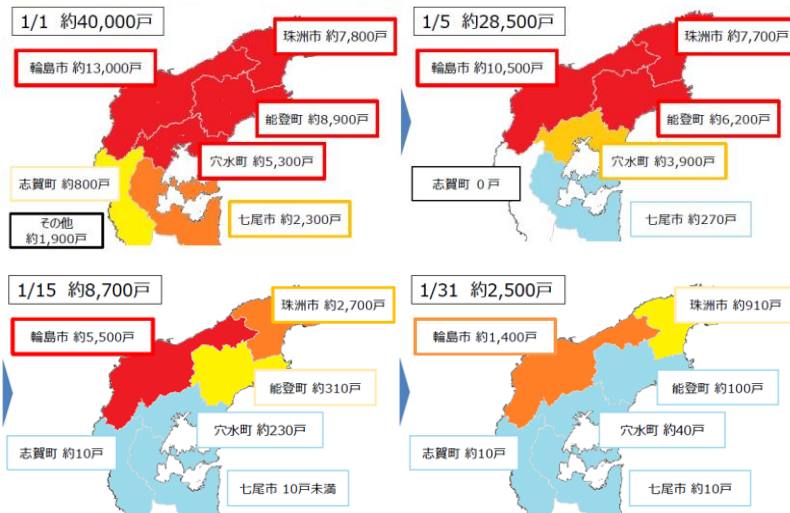 1/1 約40,000戸
珠洲市 約7,800戸
輪島市 約13,000戸
能登町 約8,900戸
穴水町 約5,300戸
志賀町 約800戸
その他
約1,900戸
七尾市 約2,300戸
1/5 約28,500戸
珠洲市 約7,700戸
輪島市 約10,500戸
能登町 約6,200戸
穴水町 約3,900戸
志賀町 0戸
七尾市 約270戸
1/15 約8,700戸
珠洲市 約2,700戸
輪島市 約5,500戸
能登町 約310戸
穴水町 約230戸
志賀町 約10戸
七尾市 10戸未満
1/31 約2,500戸
珠洲市 約910戸
輪島市 約1,400戸
能登町 約100戸
穴水町 約40戸
志賀町 約10戸
七尾市 約10戸